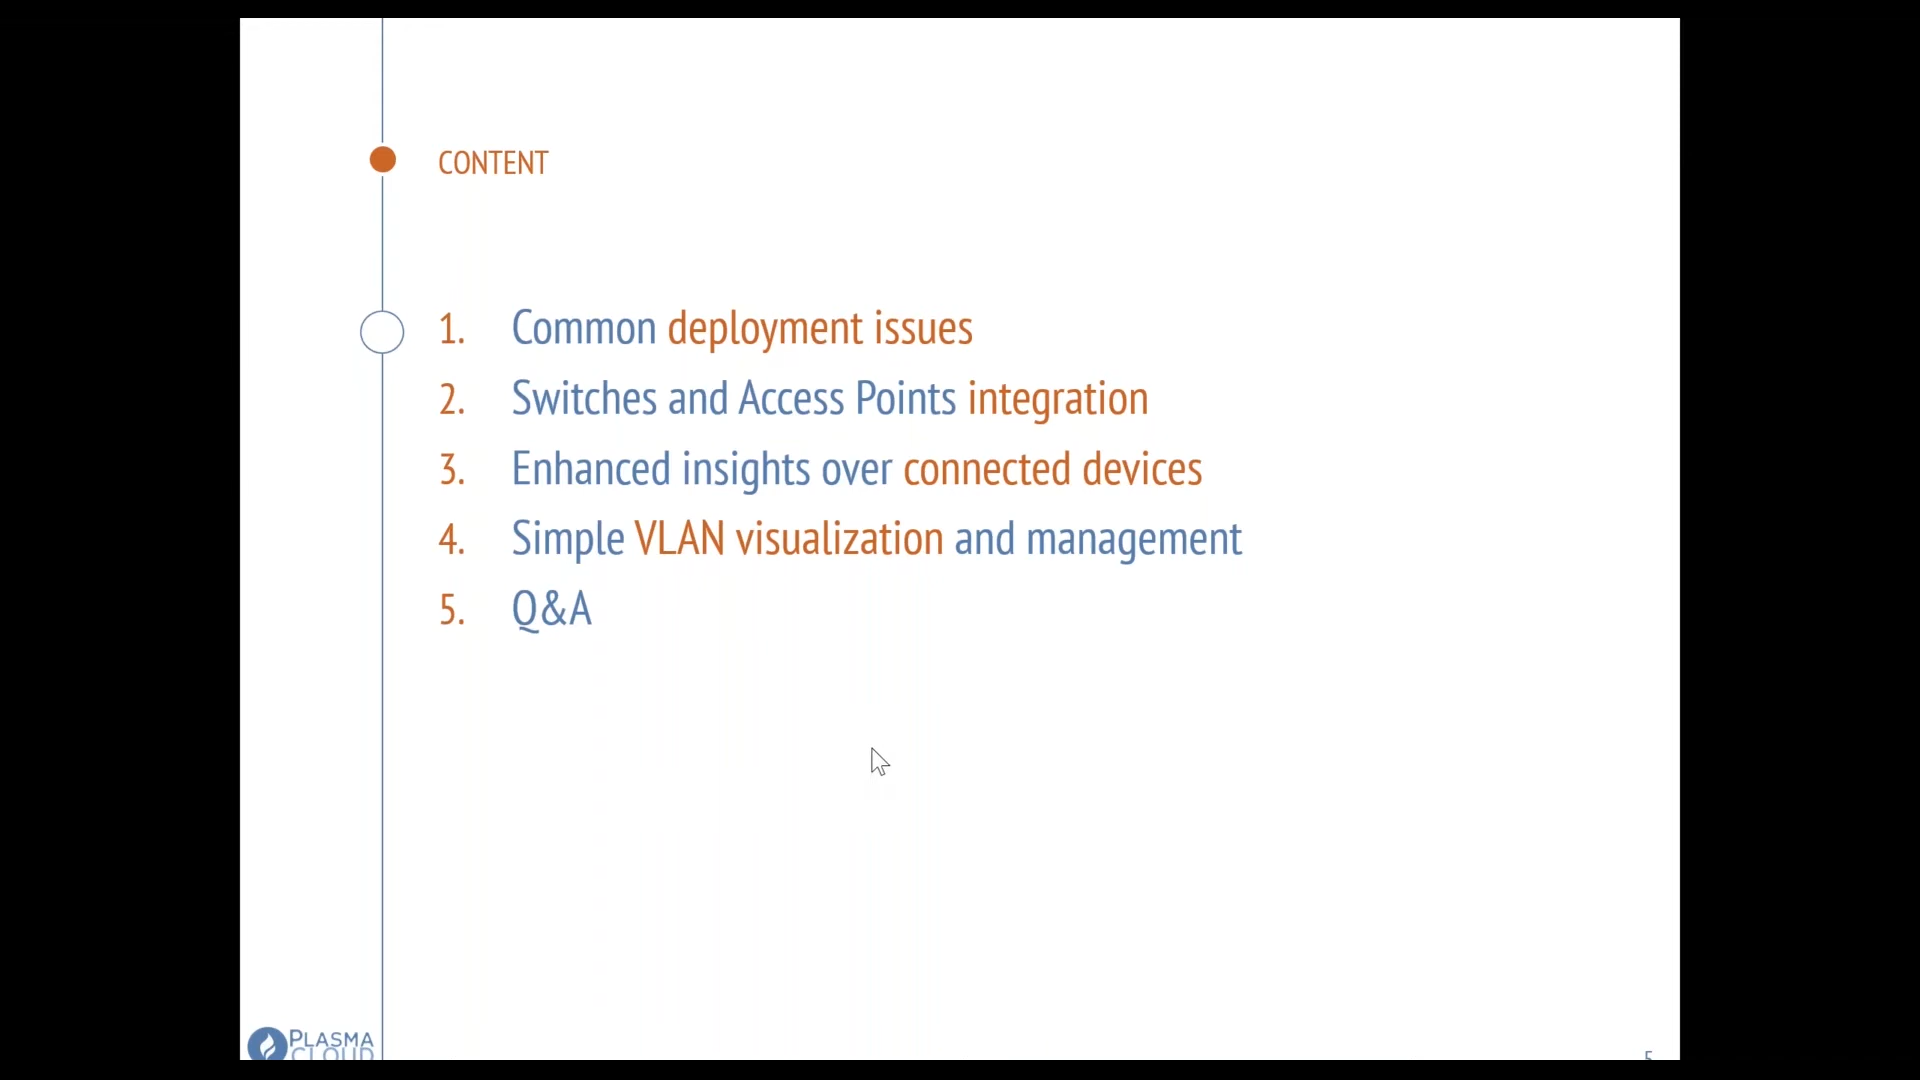 CONTENT
1. Common deployment issues
2. Switches and Access Points integration
3. Enhanced insights over connected devices
4. Simple VLAN visualization and management
5. Q&A
PLASMA
CLOUD
5